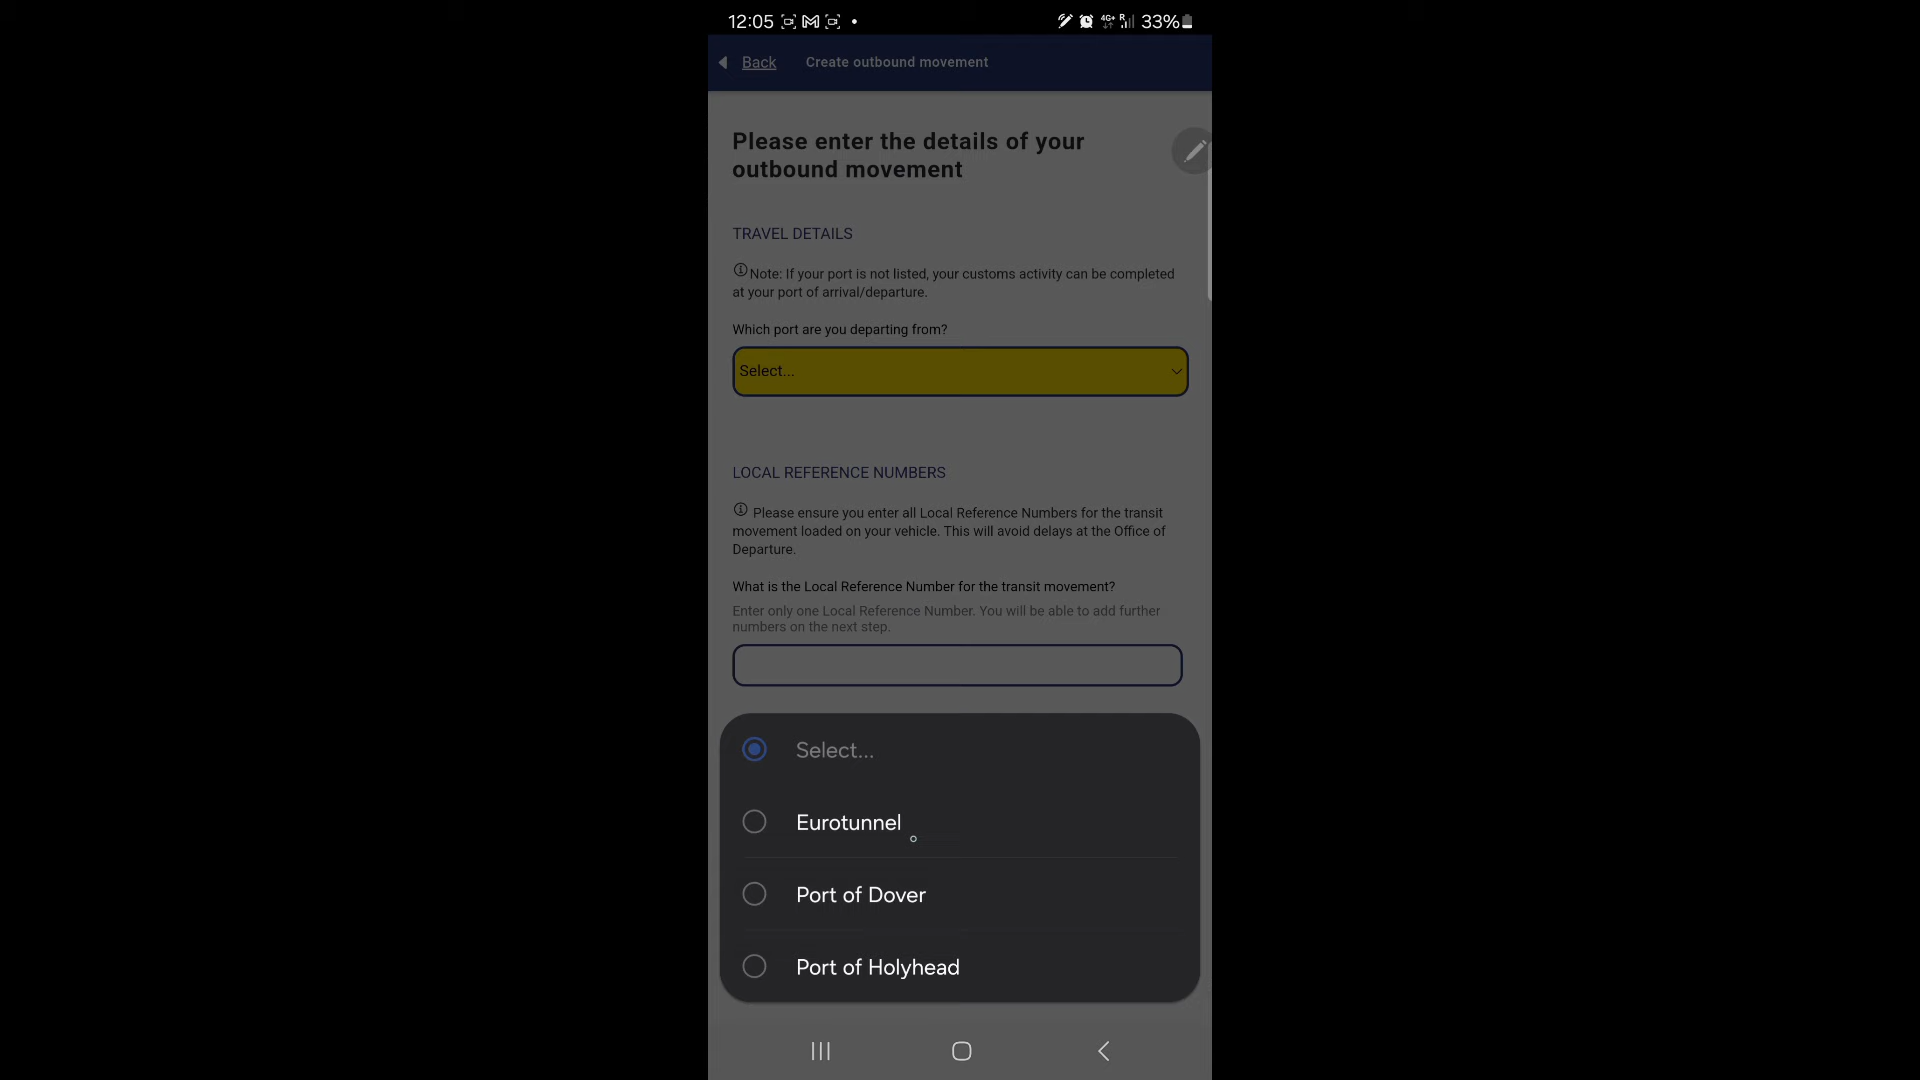 12:05 4G+ R 33%
Back Create outbound movement
Please enter the details of your
outbound movement
TRAVEL DETAILS
Note: If your port is not listed, your customs activity can be completed
at your port of arrival/departure.
Which port are you departing from?
Select...
LOCAL REFERENCE NUMBERS
Please ensure you enter all Local Reference Numbers for the transit
movement loaded on your vehicle. This will avoid delays at the Office of
Departure.
What is the Local Reference Number for the transit movement?
Enter only one Local Reference Number. You will be able to add further
numbers on the next step.
Select...
Eurotunnel
Port of Dover
Port of Holyhead